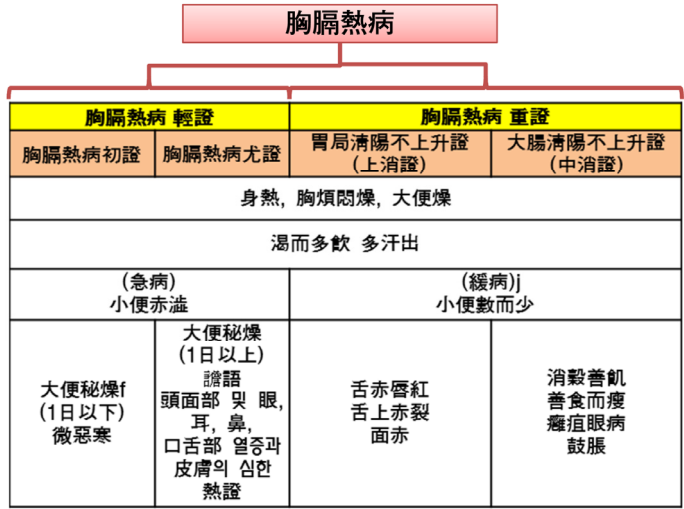 胸膈熱病
胸膈熱病 輕證
胸膈熱病 重證
胸膈熱病初證
胸膈熱病尤證
胃局淸陽不上升證
(上消證)
大腸淸陽不上升證
(中消證)
身熱, 胸煩悶燥, 大便燥
渴而多飮 多汗出
(急病)
小便赤澁
(緩病)j
小便數而少
大便秘燥f
(1日以下)
微惡寒
大便秘燥
(1日以上)
譫語
頭面部 및 眼,
耳, 鼻,
口舌部 열증과
皮膚의 심한
熱證
舌赤唇紅
舌上赤裂
面赤
消穀善飢
善食而瘦
癰疽眼病
鼓脹